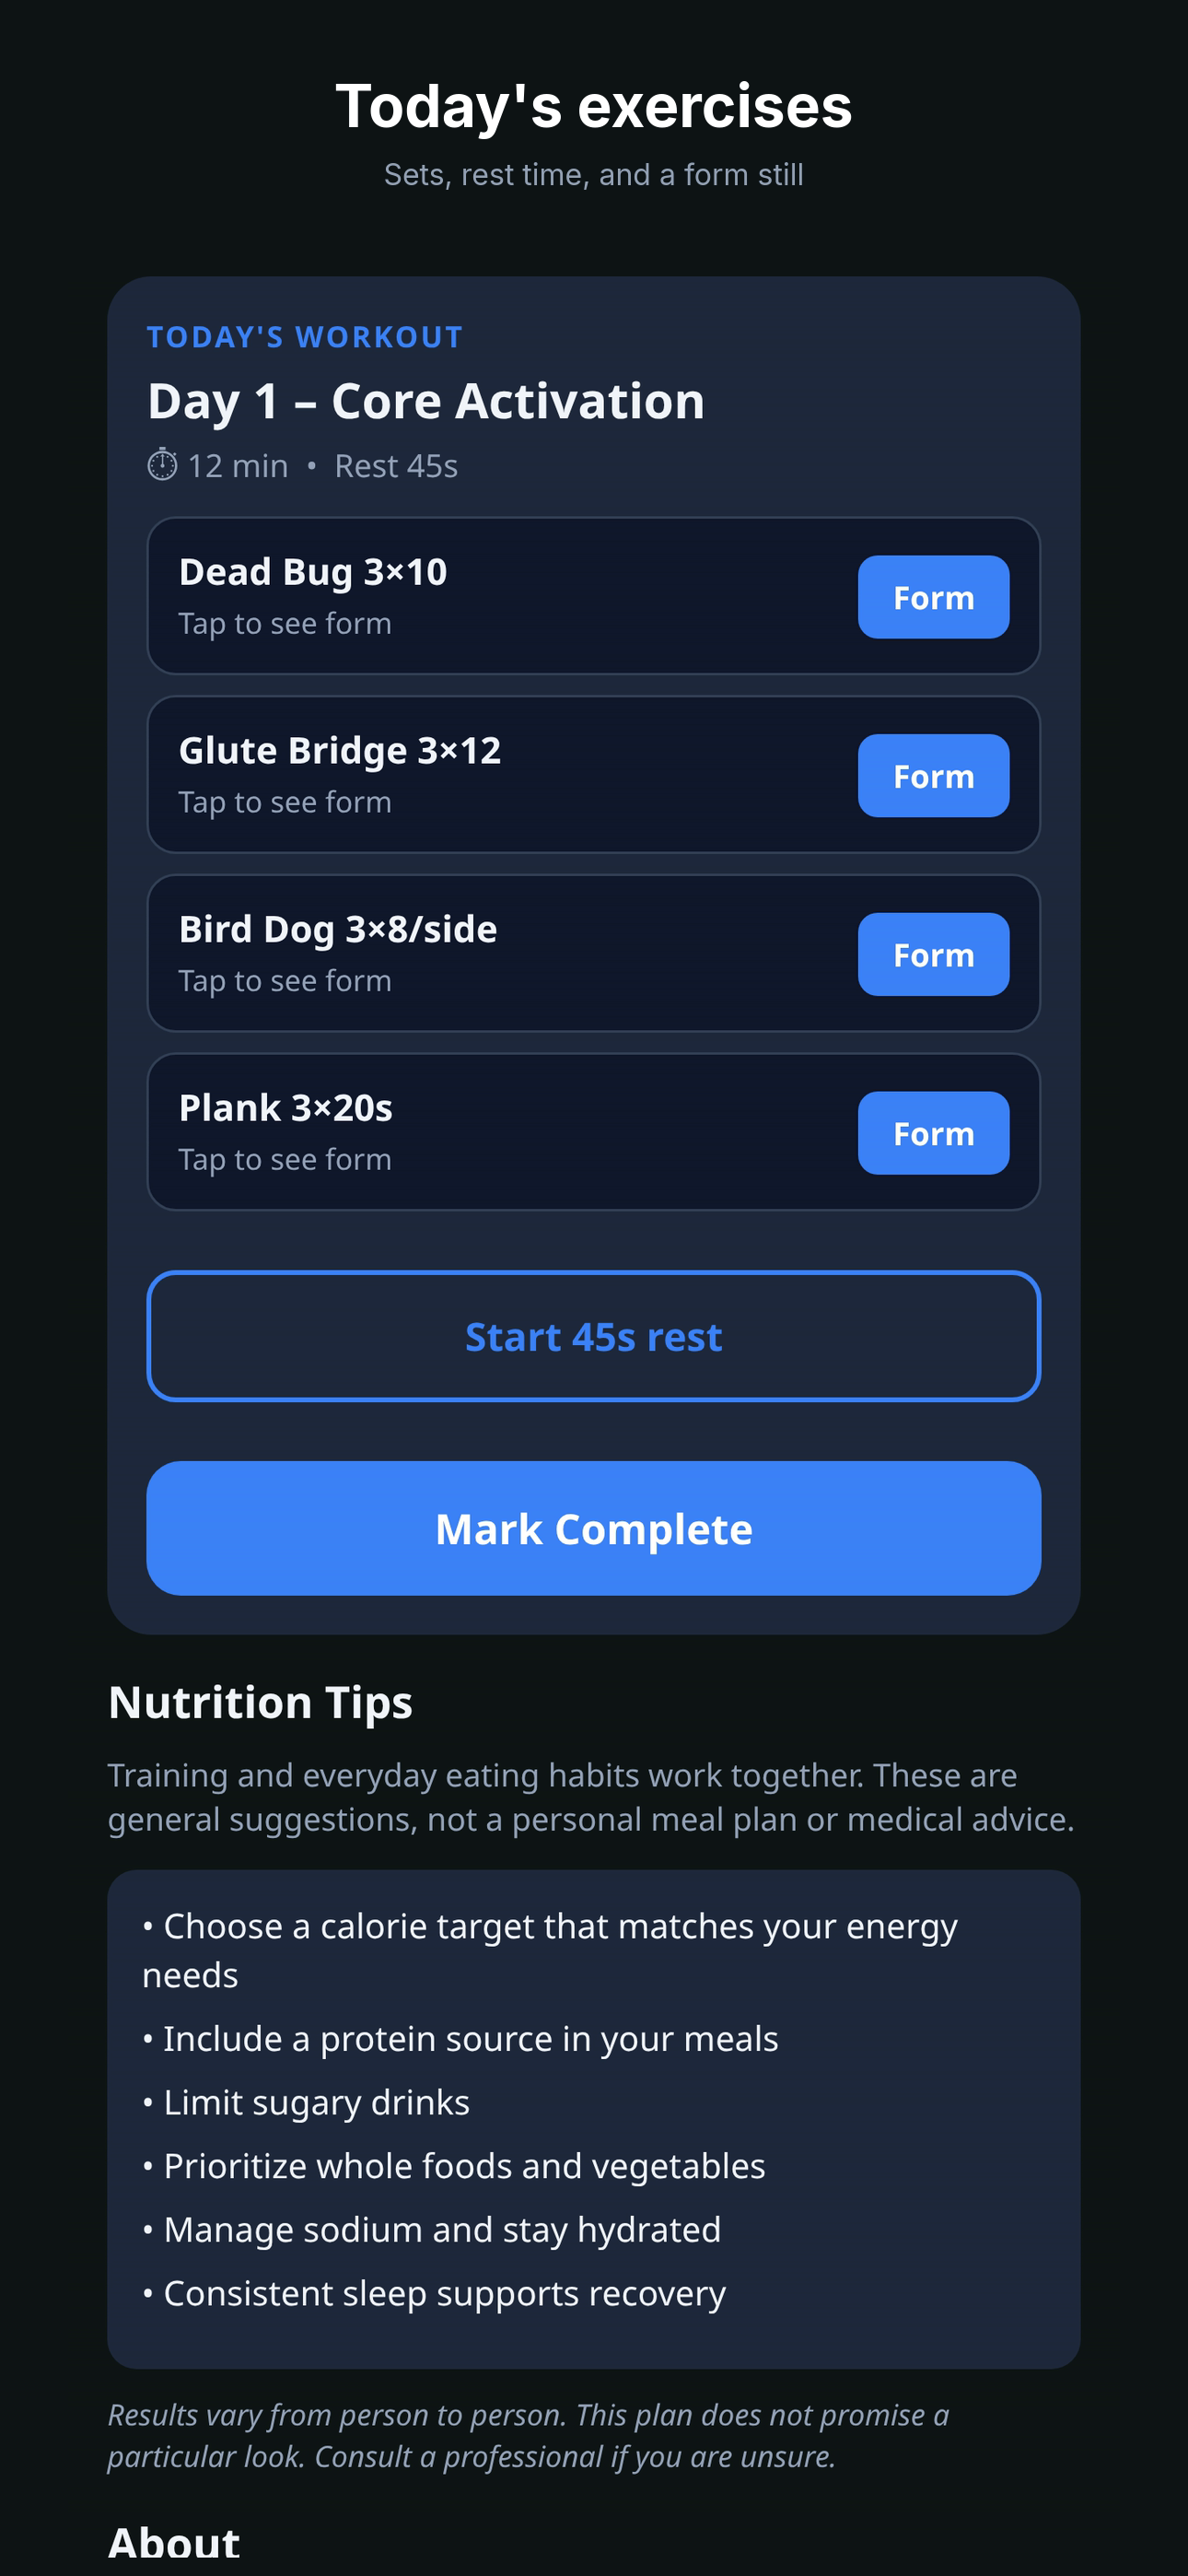 Today's exercises
Sets, rest time, and a form still
TODAY'S WORKOUT
Day 1 – Core Activation
⏱ 12 min • Rest 45s
Dead Bug 3×10
Tap to see form
Form
Glute Bridge 3×12
Tap to see form
Form
Bird Dog 3×8/side
Tap to see form
Form
Plank 3×20s
Tap to see form
Form
Start 45s rest
Mark Complete
Nutrition Tips
Training and everyday eating habits work together. These are
general suggestions, not a personal meal plan or medical advice.
• Choose a calorie target that matches your energy
needs
• Include a protein source in your meals
• Limit sugary drinks
• Prioritize whole foods and vegetables
• Manage sodium and stay hydrated
• Consistent sleep supports recovery
Results vary from person to person. This plan does not promise a
particular look. Consult a professional if you are unsure.
About